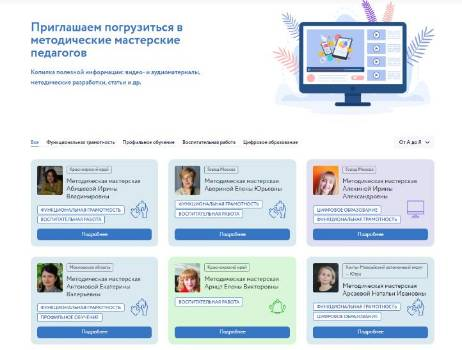 Приглашаем погрузиться в
методические мастерские
педагогов
Копилка полезной информации: видео- и аудиоматериалы,
методические разработки, статьи и др.
Все Функциональная грамотность Профильное обучение Воспитательная работа Цифровое образование От А до Я
Красноярский край
Методическая мастерская
Абишевой Ирины
Владимировны
ФУНКЦИОНАЛЬНАЯ ГРАМОТНОСТЬ
ВОСПИТАТЕЛЬНАЯ РАБОТА
Подробнее
Город Москва
Методическая мастерская
Авериной Елены Юрьевны
ФУНКЦИОНАЛЬНАЯ ГРАМОТНОСТЬ
ВОСПИТАТЕЛЬНАЯ РАБОТА
Подробнее
Город Москва
Методическая мастерская
Алехиной Ирины
Александровны
ЦИФРОВОЕ ОБРАЗОВАНИЕ
ФУНКЦИОНАЛЬНАЯ ГРАМОТНОСТЬ
Подробнее
Московская область
Методическая мастерская
Антоновой Екатерины
Валерьевны
ФУНКЦИОНАЛЬНАЯ ГРАМОТНОСТЬ
ПРОФИЛЬНОЕ ОБУЧЕНИЕ
Подробнее
Красноярский край
Методическая мастерская
Арндт Елены Викторовны
ВОСПИТАТЕЛЬНАЯ РАБОТА
Подробнее
Ханты-Мансийский автономный округ
– Югра
Методическая мастерская
Арсаевой Натальи Ивановны
ФУНКЦИОНАЛЬНАЯ ГРАМОТНОСТЬ
ЦИФРОВОЕ ОБРАЗОВАНИЕ
Подробнее